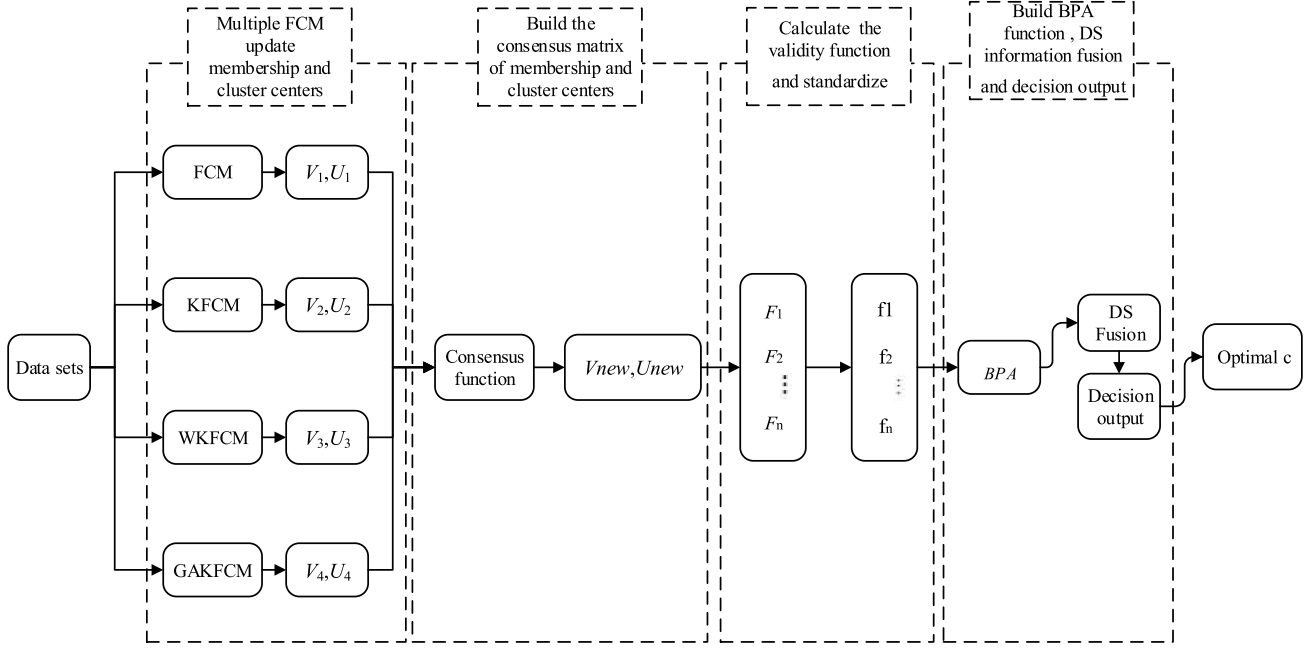 Multiple FCM
update
membership and
cluster centers
Build the
consensus matrix
of membership and
cluster centers
Calculate the
validity function
and standardize
Build BPA
function , DS
information fusion
and decision output
Data sets
FCM
V1,U1
KFCM
V2,U2
WKFCM
V3,U3
GAKFCM
V4,U4
Consensus
function
Vnew,Unew
F1
F2
Fn
f1
f2
fn
BPA
DS
Fusion
Decision
output
Optimal c